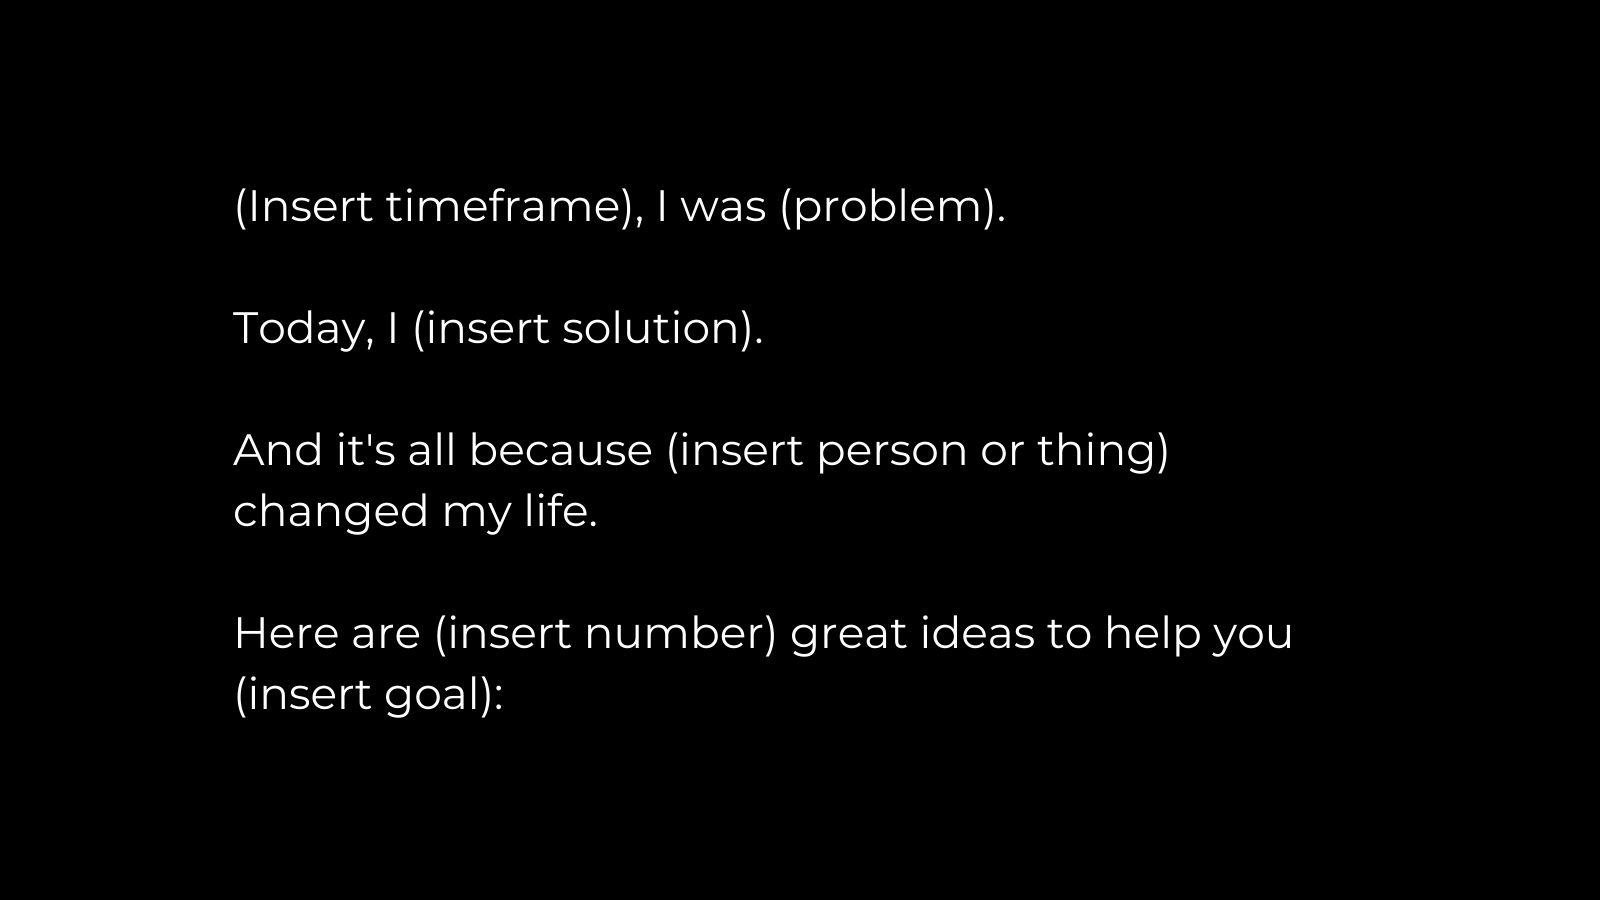 (Insert timeframe), I was (problem).
Today, I (insert solution).
And it's all because (insert person or thing)
changed my life.
Here are (insert number) great ideas to help you
(insert goal):